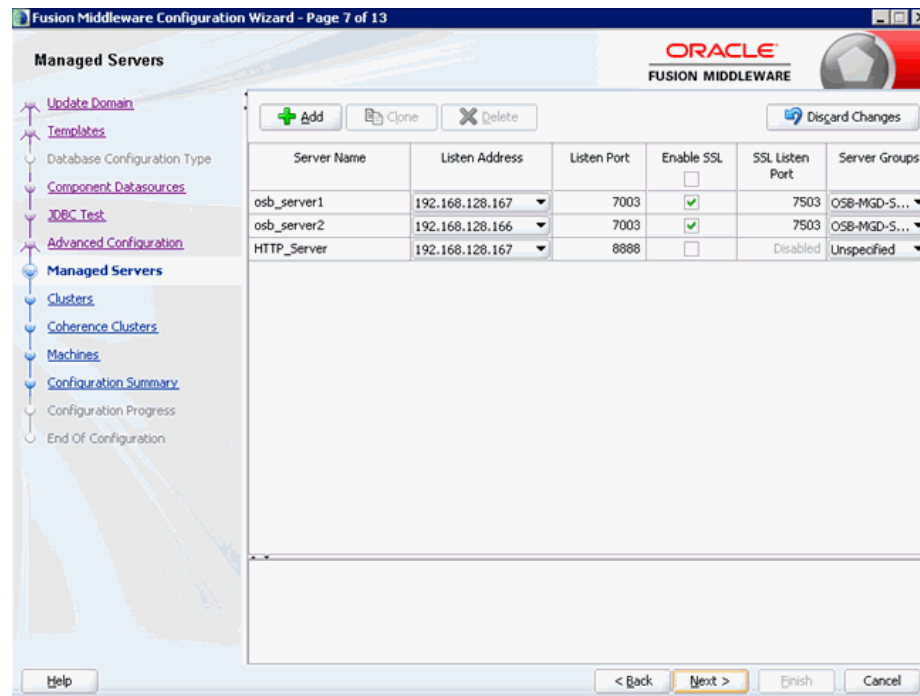 Fusion Middleware Configuration Wizard - Page 7 of 13
Managed Servers
ORACLE
FUSION MIDDLEWARE
Update Domain
Templates
Database Configuration Type
Component Datasources
JDBC Test
Advanced Configuration
Managed Servers
Clusters
Coherence Clusters
Machines
Configuration Summary
Configuration Progress
End Of Configuration
Add Clone Delete Discard Changes
Server Name Listen Address Listen Port Enable SSL SSL Listen Port Server Groups
osb_server1 192.168.128.167 7003 7503 OSB-MGD-S...
osb_server2 192.168.128.166 7003 7503 OSB-MGD-S...
HTTP_Server 192.168.128.167 8888 Disabled Unspecified
Help < Back Next > Finish Cancel